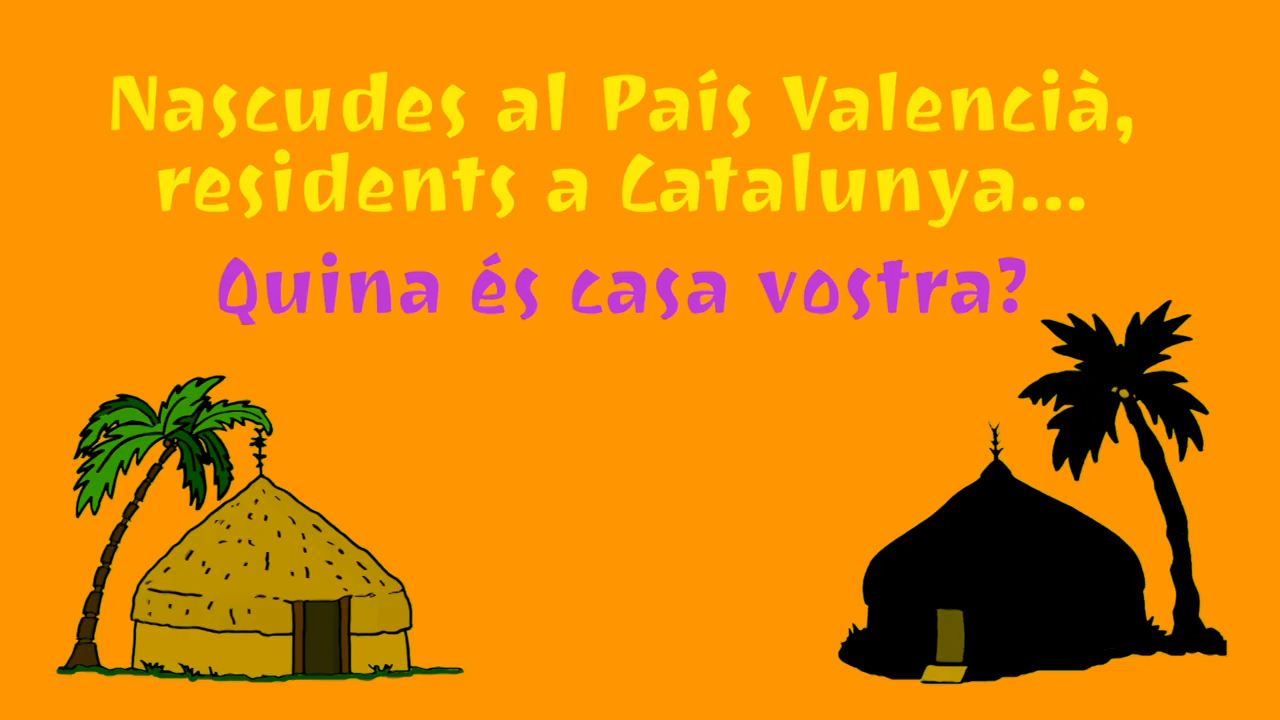 Nascudes al País Valencià,
residents a Catalunya...
Quina és casa vostra?